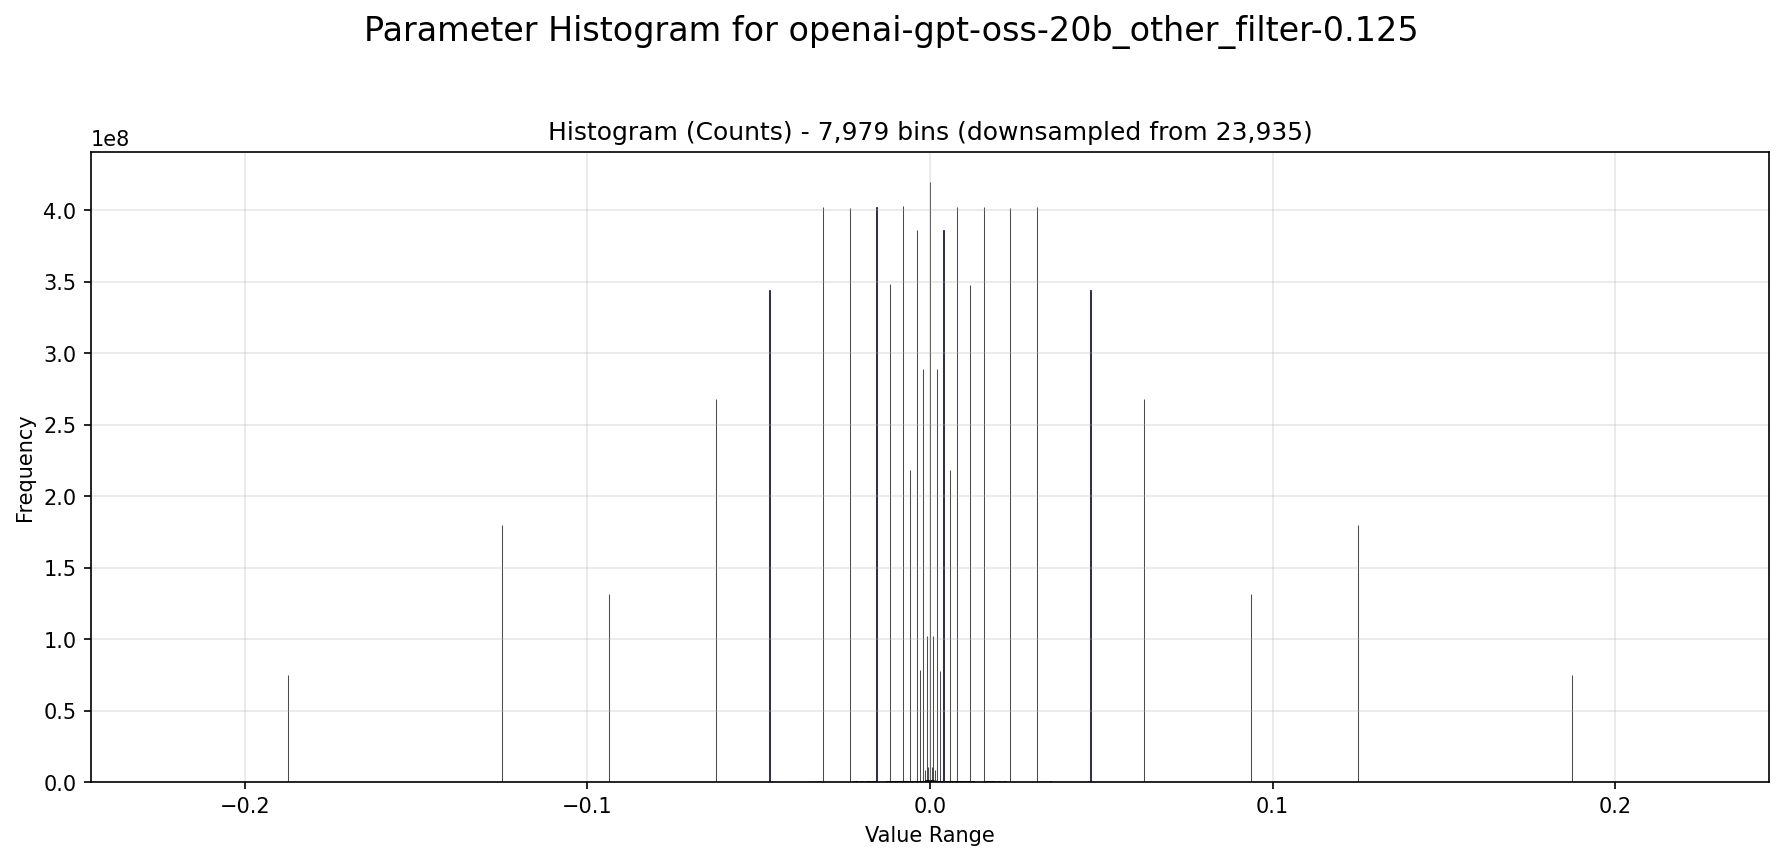 Parameter Histogram for openai-gpt-oss-20b_other_filter-0.125
Histogram (Counts) - 7,979 bins (downsampled from 23,935)
1e8
4.0
3.5
3.0
2.5
2.0
1.5
1.0
0.5
0.0
Frequency
−0.2 −0.1 0.0 0.1 0.2
Value Range